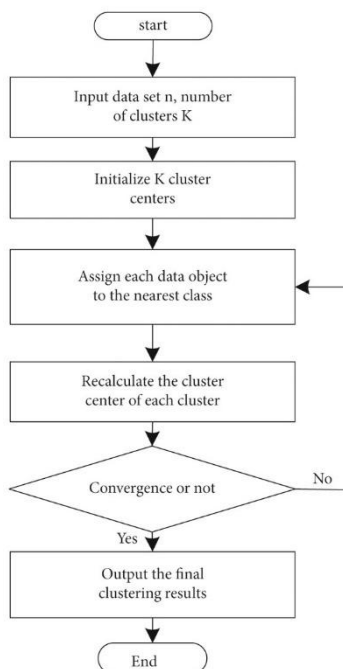 start
Input data set n, number
of clusters K
Initialize K cluster
centers
Assign each data object
to the nearest class
Recalculate the cluster
center of each cluster
Convergence or not
No
Yes
Output the final
clustering results
End